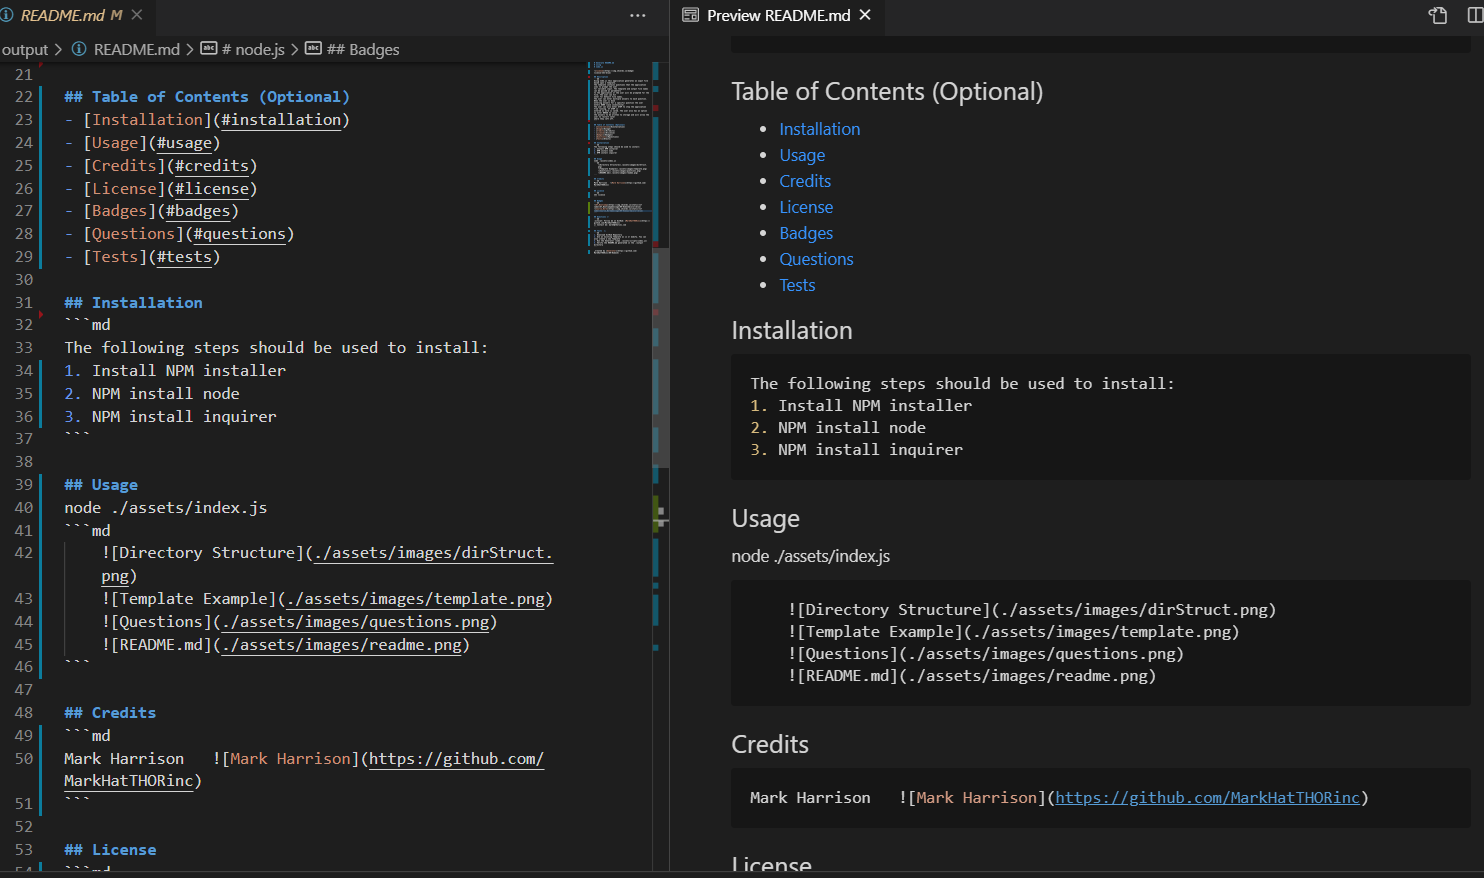 README.md M
Preview README.md
output > README.md > # node.js > ## Badges
21
22 ## Table of Contents (Optional)
23 - [Installation](#installation)
24 - [Usage](#usage)
25 - [Credits](#credits)
26 - [License](#license)
27 - [Badges](#badges)
28 - [Questions](#questions)
29 - [Tests](#tests)
30
31 ## Installation
32 ```md
33 The following steps should be used to install:
34 1. Install NPM installer
35 2. NPM install node
36 3. NPM install inquirer
37 ```
38
39 ## Usage
40 node ./assets/index.js
41 ```md
42 ![Directory Structure](./assets/images/dirStruct.
png)
43 ![Template Example](./assets/images/template.png)
44 ![Questions](./assets/images/questions.png)
45 ![README.md](./assets/images/readme.png)
46 ```
47
48 ## Credits
49 ```md
50 Mark Harrison   ![Mark Harrison](https://github.com/
MarkHatTHORinc)
51 ```
52
53 ## License
54 ```md
Table of Contents (Optional)
• Installation
• Usage
• Credits
• License
• Badges
• Questions
• Tests
Installation
The following steps should be used to install:
1. Install NPM installer
2. NPM install node
3. NPM install inquirer
Usage
node ./assets/index.js
![Directory Structure](./assets/images/dirStruct.png)
![Template Example](./assets/images/template.png)
![Questions](./assets/images/questions.png)
![README.md](./assets/images/readme.png)
Credits
Mark Harrison   ![Mark Harrison](https://github.com/MarkHatTHORinc)
License